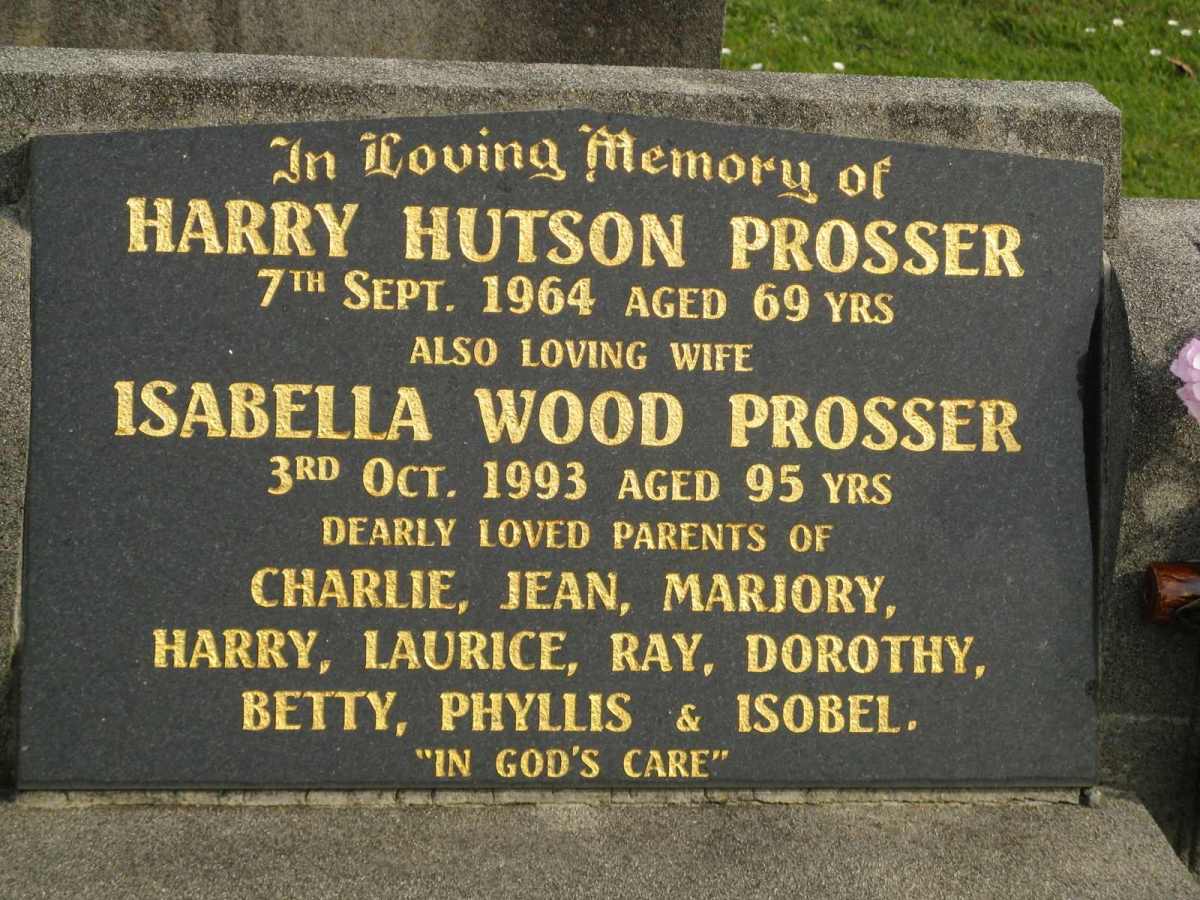 In Loving Memory of
HARRY HUTSON PROSSER
7TH SEPT. 1964 AGED 69 YRS
ALSO LOVING WIFE
ISABELLA WOOD PROSSER
3RD OCT. 1993 AGED 95 YRS
DEARLY LOVED PARENTS OF
CHARLIE, JEAN, MARJORY,
HARRY, LAURICE, RAY, DOROTHY,
BETTY, PHYLLIS & ISOBEL.
"IN GOD'S CARE"